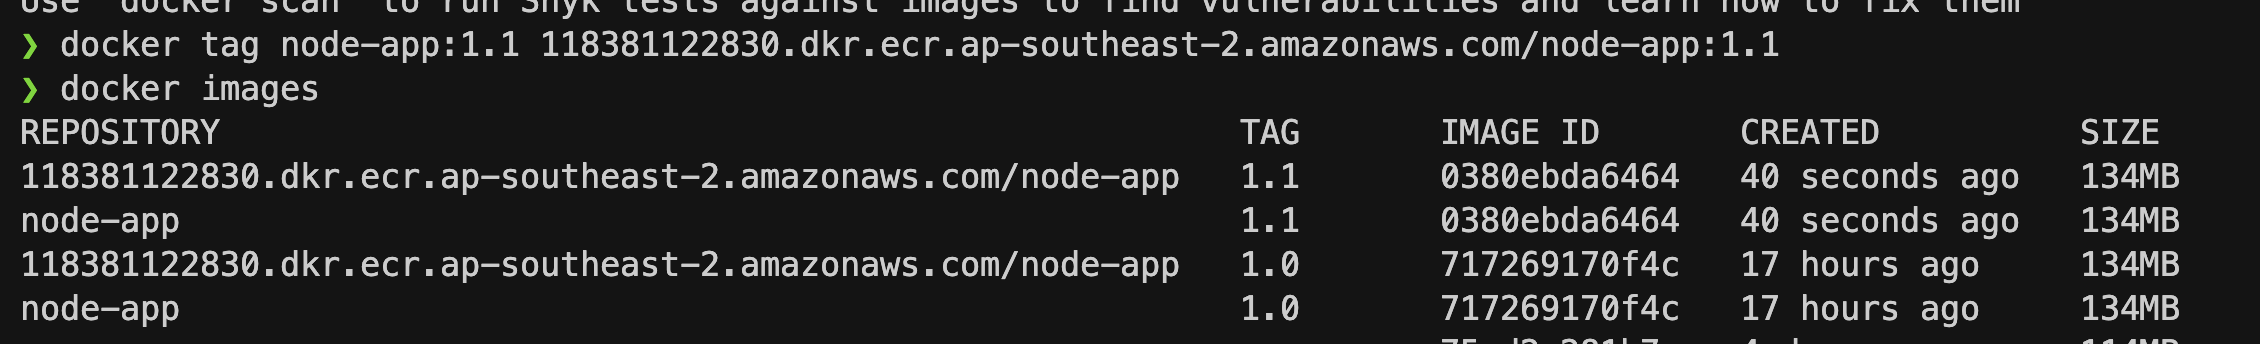 Use 'docker scan' to run Snyk tests against images to find vulnerabilities and learn how to fix them
❯ docker tag node-app:1.1 118381122830.dkr.ecr.ap-southeast-2.amazonaws.com/node-app:1.1
❯ docker images
REPOSITORY TAG IMAGE ID CREATED SIZE
118381122830.dkr.ecr.ap-southeast-2.amazonaws.com/node-app 1.1 0380ebda6464 40 seconds ago 134MB
node-app 1.1 0380ebda6464 40 seconds ago 134MB
118381122830.dkr.ecr.ap-southeast-2.amazonaws.com/node-app 1.0 717269170f4c 17 hours ago 134MB
node-app 1.0 717269170f4c 17 hours ago 134MB